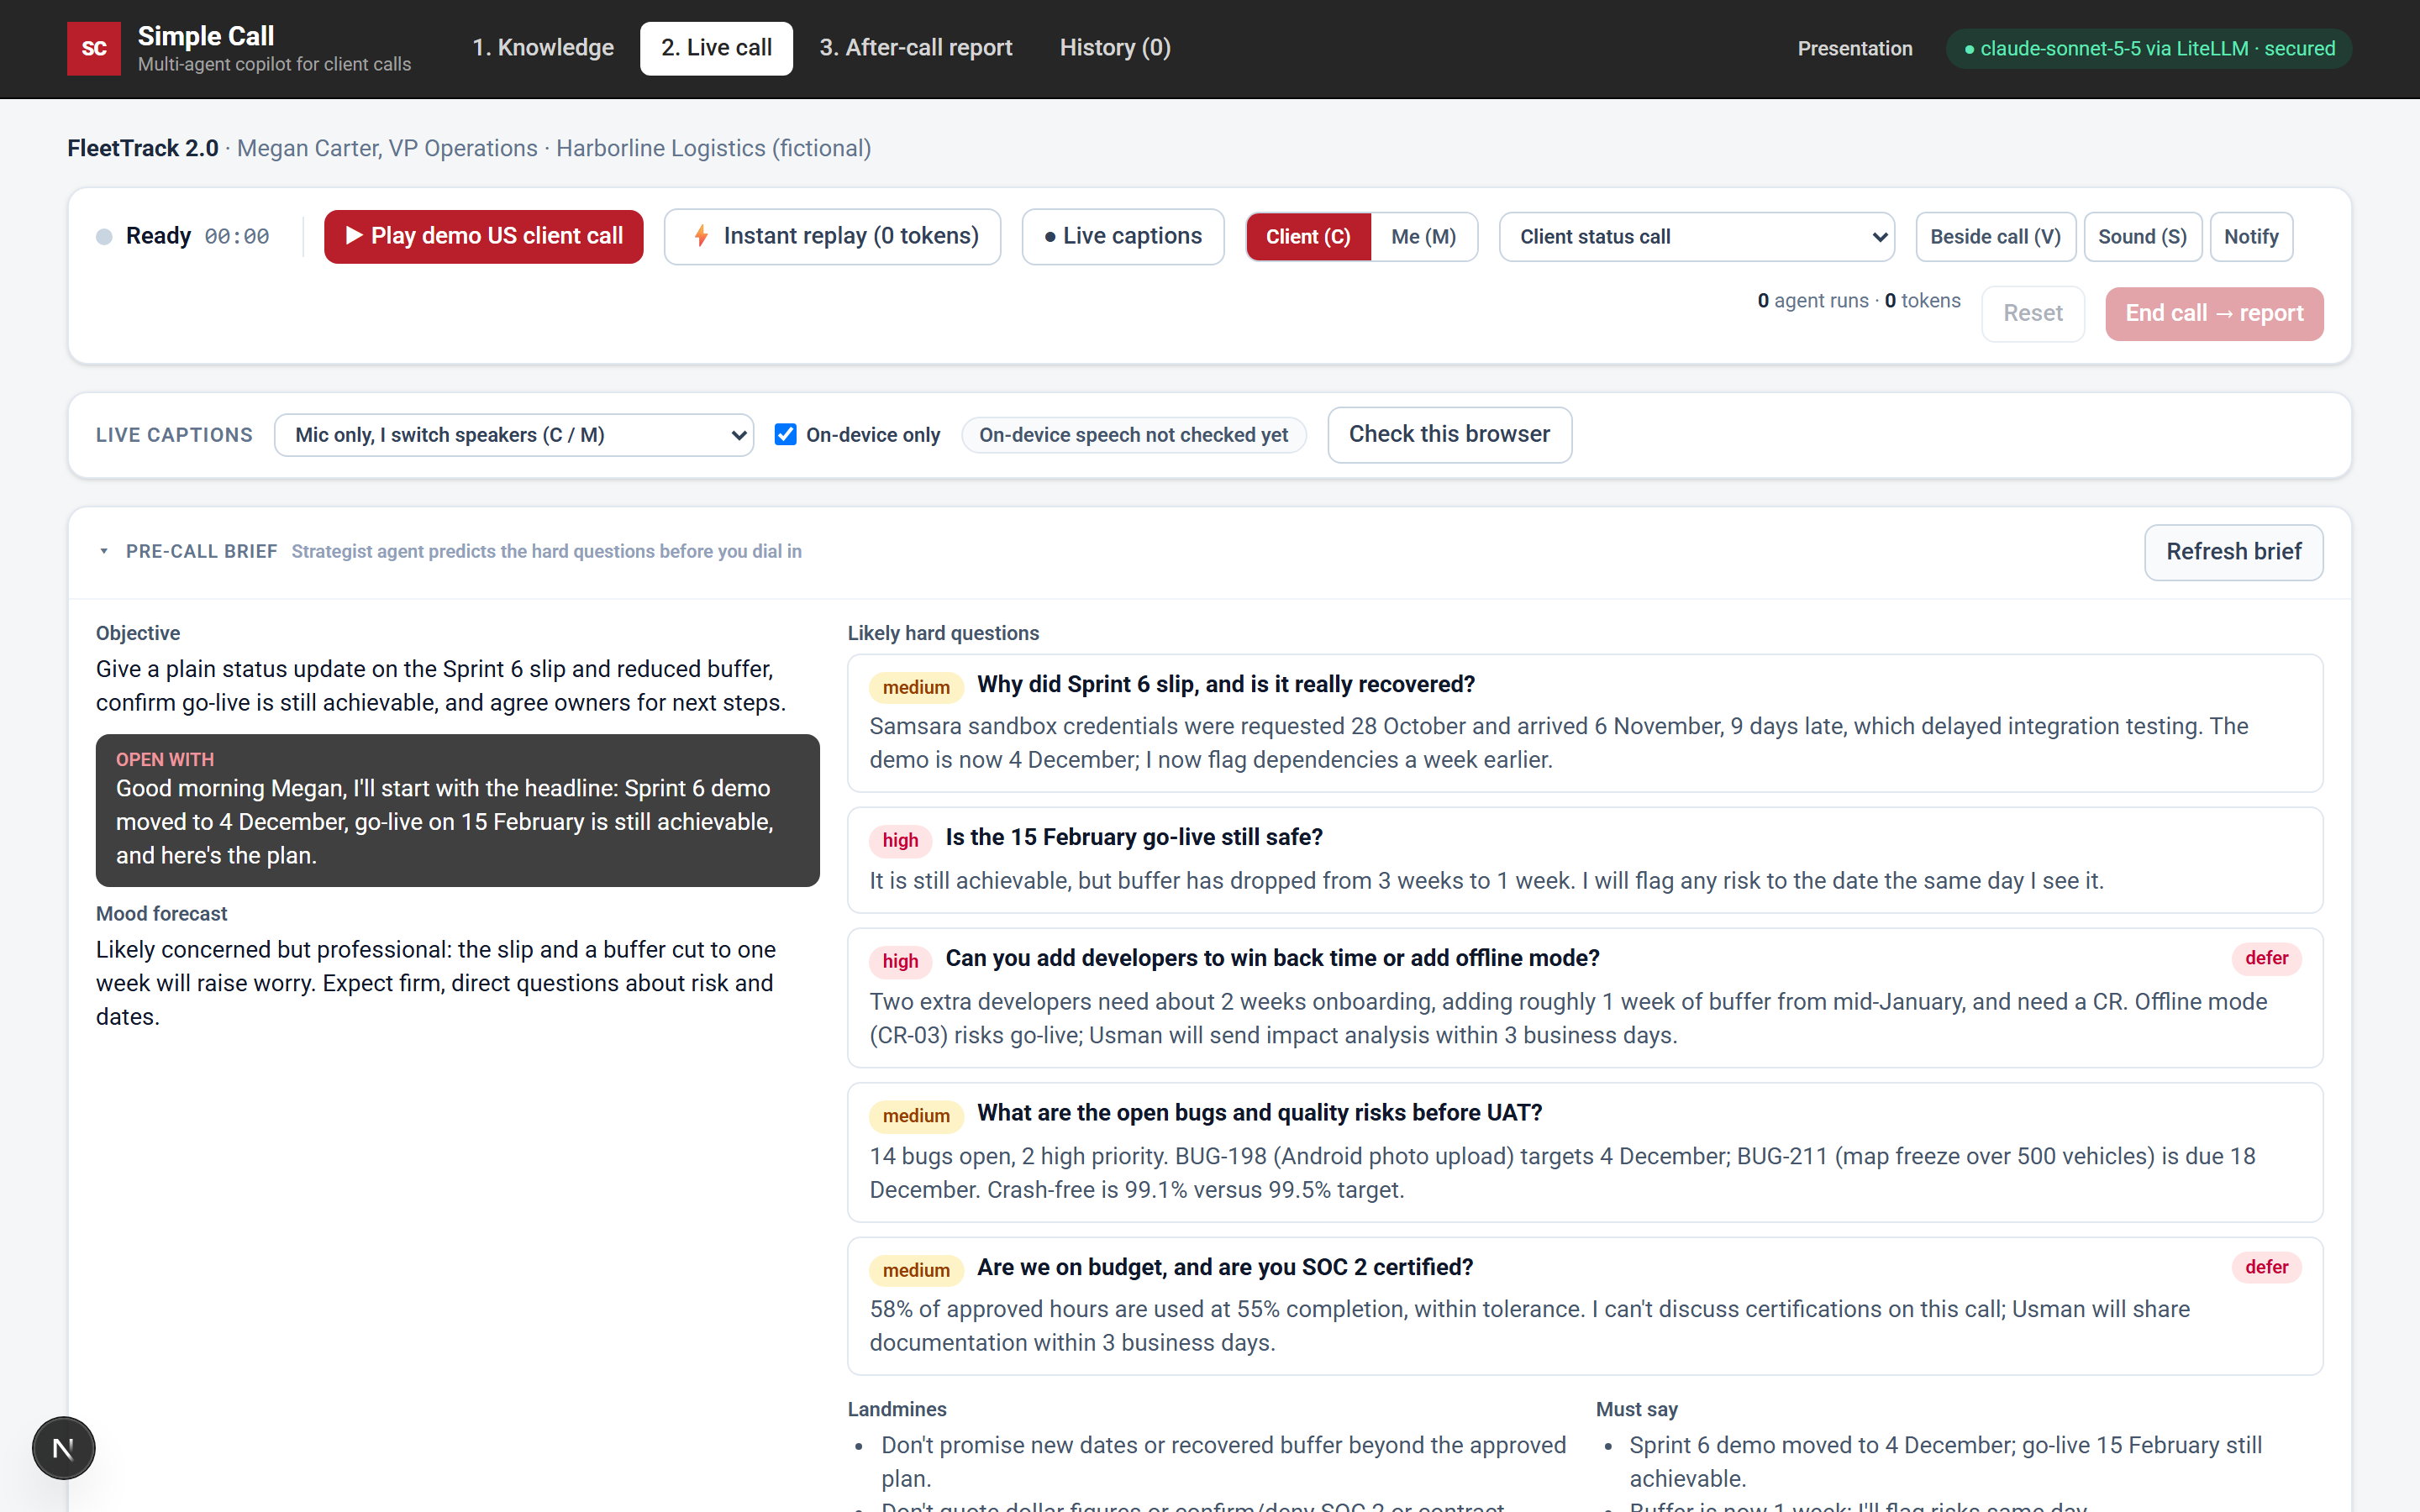 SC
Simple Call
Multi-agent copilot for client calls
1. Knowledge
2. Live call
3. After-call report
History (0)
Presentation
● claude-sonnet-5-5 via LiteLLM · secured
FleetTrack 2.0 · Megan Carter, VP Operations · Harborline Logistics (fictional)
Ready 00:00
▶ Play demo US client call
⚡ Instant replay (0 tokens)
● Live captions
Client (C)
Me (M)
Client status call
Beside call (V)
Sound (S)
Notify
0 agent runs · 0 tokens
Reset
End call → report
LIVE CAPTIONS
Mic only, I switch speakers (C / M)
On-device only
On-device speech not checked yet
Check this browser
▾ PRE-CALL BRIEF Strategist agent predicts the hard questions before you dial in
Refresh brief
Objective
Give a plain status update on the Sprint 6 slip and reduced buffer,
confirm go-live is still achievable, and agree owners for next steps.
OPEN WITH
Good morning Megan, I'll start with the headline: Sprint 6 demo
moved to 4 December, go-live on 15 February is still achievable,
and here's the plan.
Mood forecast
Likely concerned but professional: the slip and a buffer cut to one
week will raise worry. Expect firm, direct questions about risk and
dates.
Likely hard questions
medium Why did Sprint 6 slip, and is it really recovered?
Samsara sandbox credentials were requested 28 October and arrived 6 November, 9 days late, which delayed integration testing. The
demo is now 4 December; I now flag dependencies a week earlier.
high Is the 15 February go-live still safe?
It is still achievable, but buffer has dropped from 3 weeks to 1 week. I will flag any risk to the date the same day I see it.
high Can you add developers to win back time or add offline mode? defer
Two extra developers need about 2 weeks onboarding, adding roughly 1 week of buffer from mid-January, and need a CR. Offline mode
(CR-03) risks go-live; Usman will send impact analysis within 3 business days.
medium What are the open bugs and quality risks before UAT?
14 bugs open, 2 high priority. BUG-198 (Android photo upload) targets 4 December; BUG-211 (map freeze over 500 vehicles) is due 18
December. Crash-free is 99.1% versus 99.5% target.
medium Are we on budget, and are you SOC 2 certified? defer
58% of approved hours are used at 55% completion, within tolerance. I can't discuss certifications on this call; Usman will share
documentation within 3 business days.
Landmines
• Don't promise new dates or recovered buffer beyond the approved
plan.
• Don't quote dollar figures or confirm/deny SOC 2 or contract
Must say
• Sprint 6 demo moved to 4 December; go-live 15 February still
achievable.
• Buffer is now 1 week; I'll flag risks same day.
N